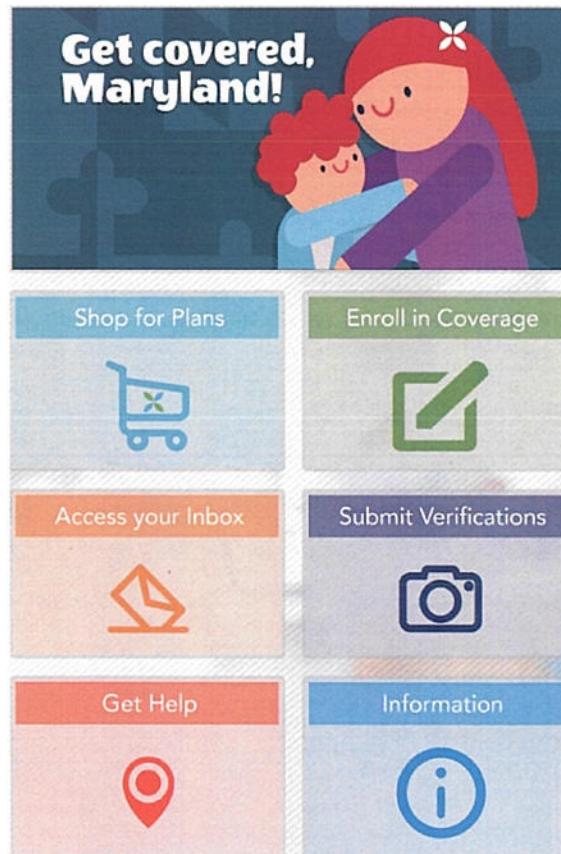 Get covered,
Maryland!
Shop for Plans
Enroll in Coverage
Access your Inbox
Submit Verifications
Get Help
Information